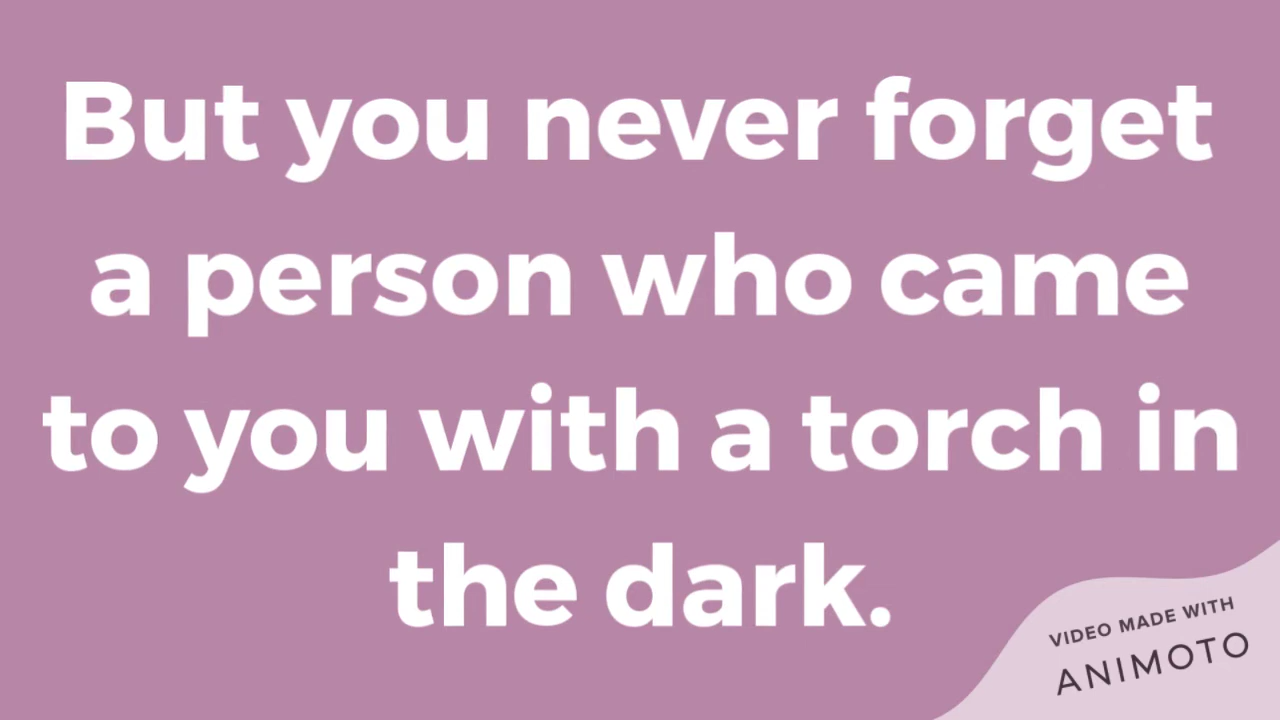 But you never forget
a person who came
to you with a torch in
the dark.
VIDEO MADE WITH
ANIMOTO